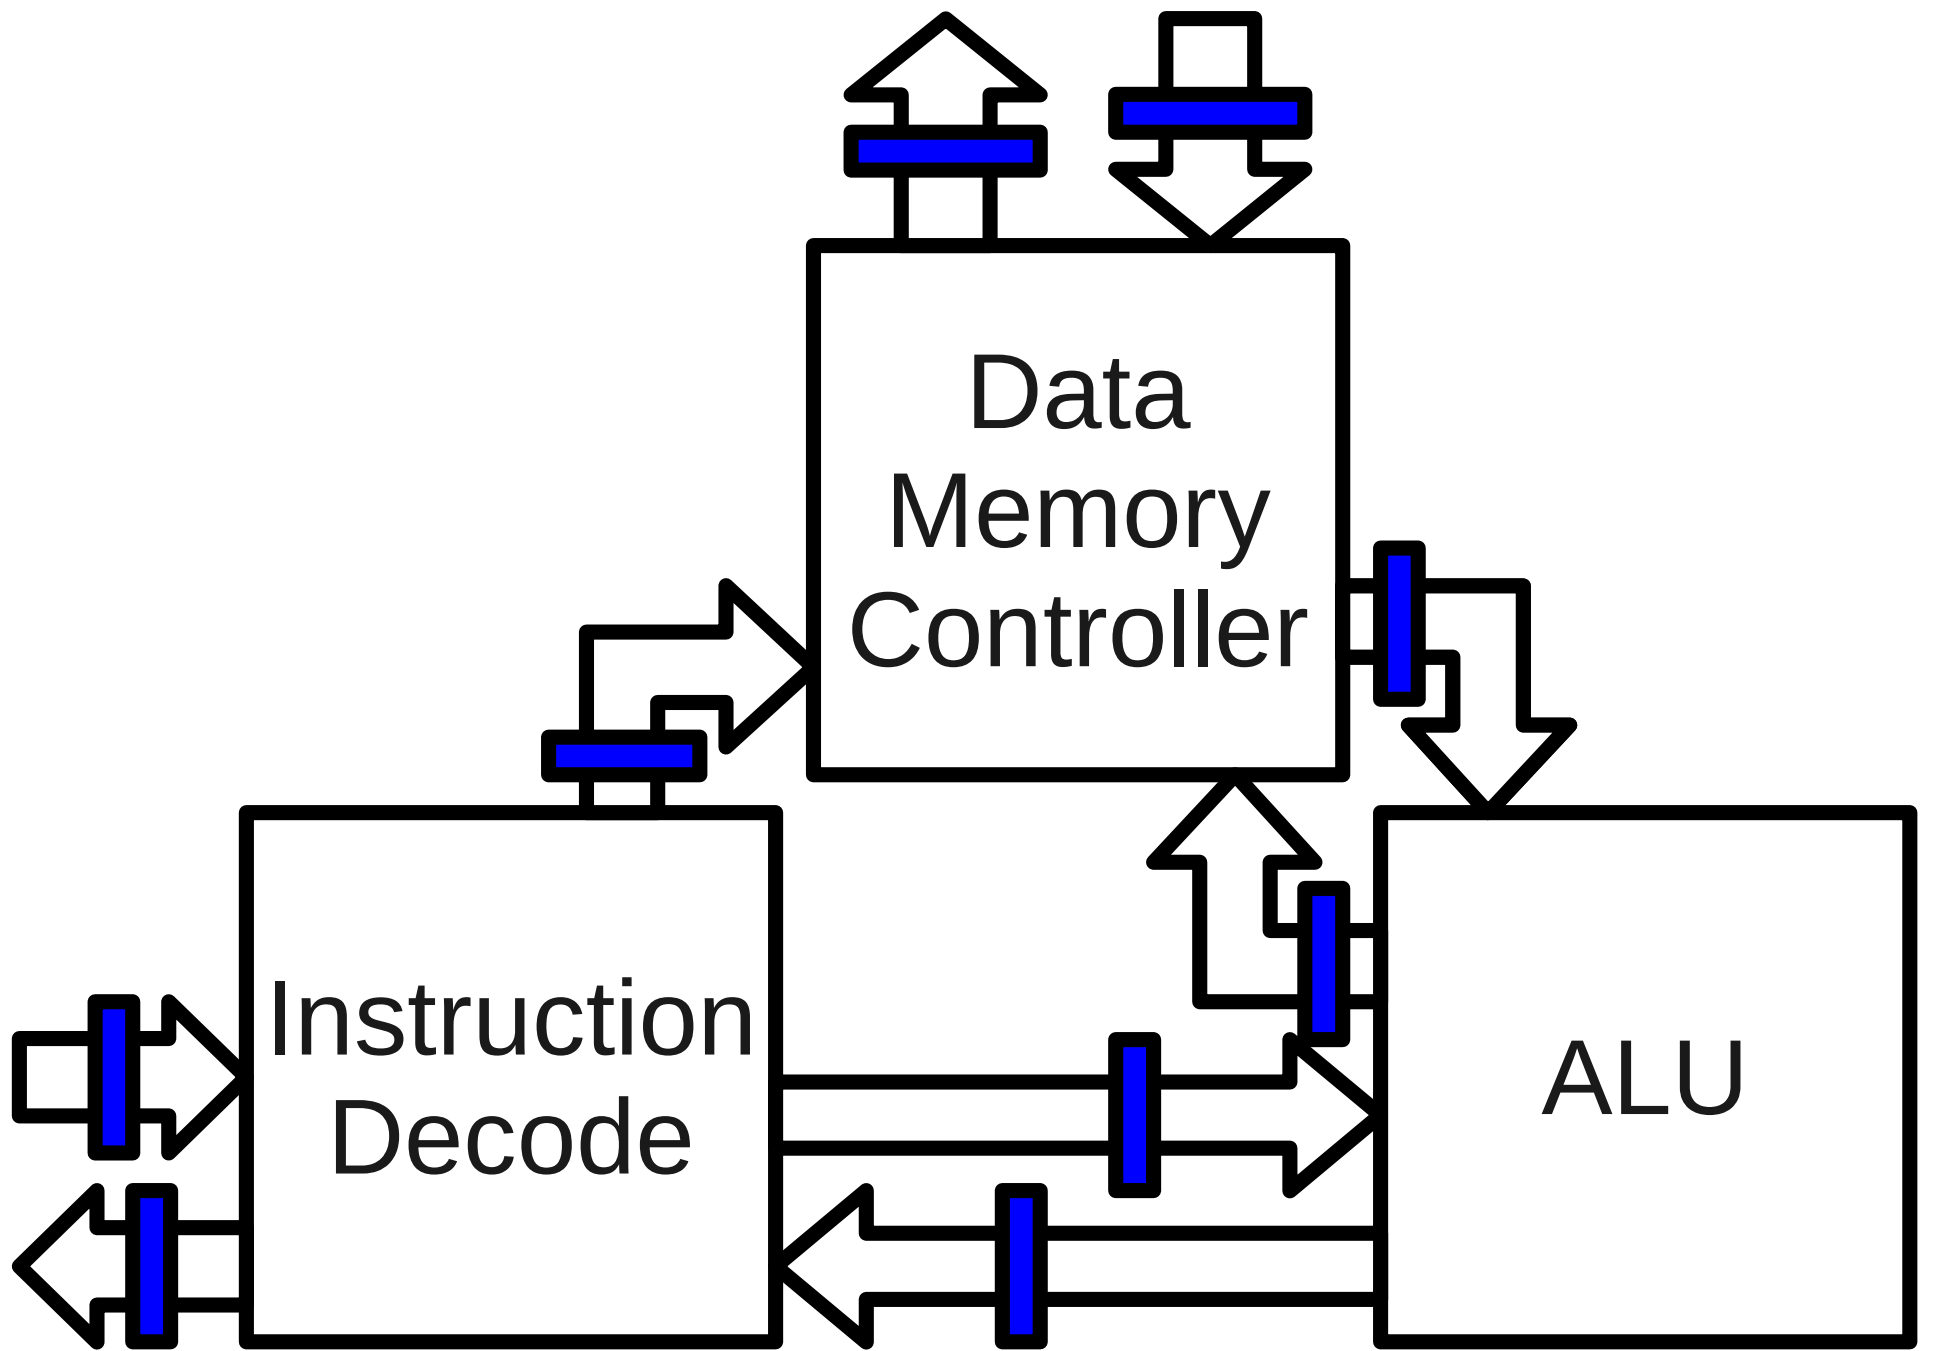 Data
Memory
Controller
Instruction
Decode
ALU